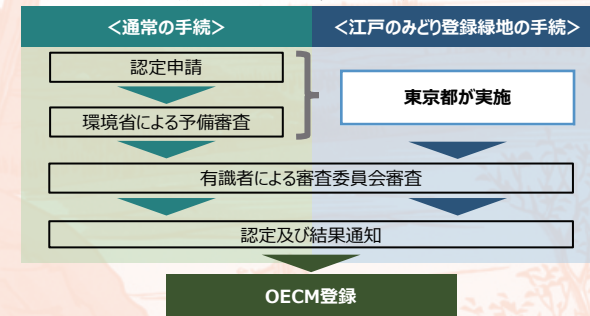 <通常の手続>
<江戸のみどり登録緑地の手続>
認定申請
環境省による予備審査
東京都が実施
有識者による審査委員会審査
認定及び結果通知
OECM登録